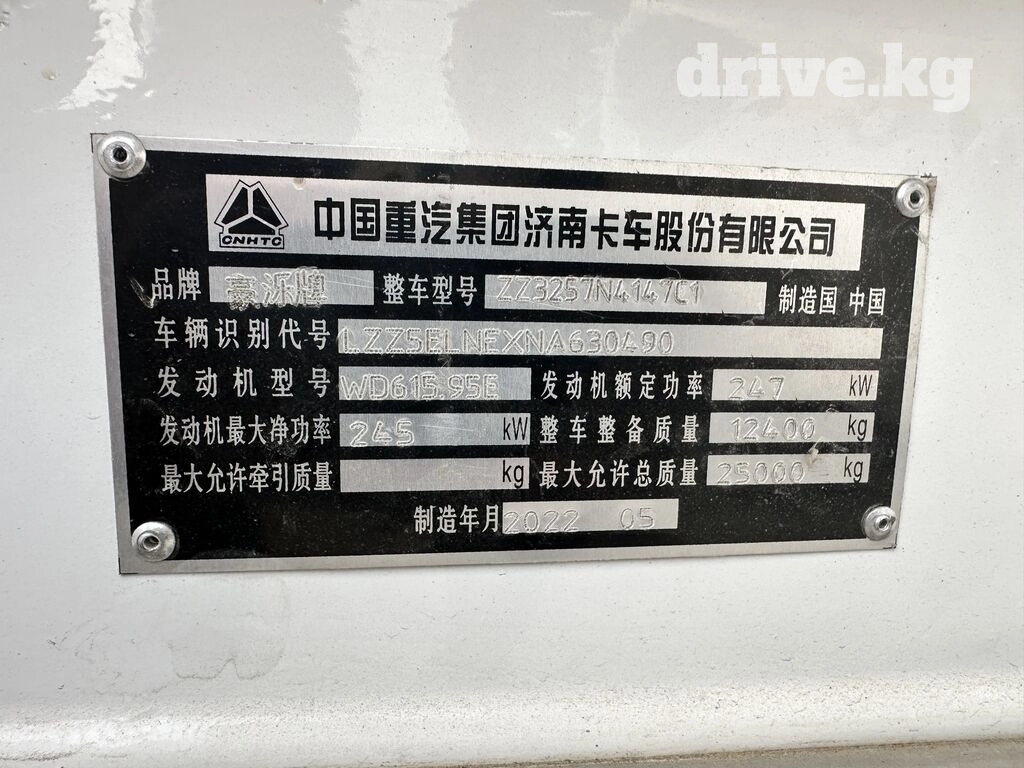 drive.kg
CNHTC 中国重汽集团济南卡车股份有限公司
品牌 豪泺牌 整车型号 ZZ3257N4147C1 制造国 中国
车辆识别代号 LZZ5ELNEXNA630490
发动机型号 WD615.95E 发动机额定功率 247 kW
发动机最大净功率 245 kW 整车整备质量 12400 kg
最大允许牵引质量 kg 最大允许总质量 25000 kg
制造年月 2022 05